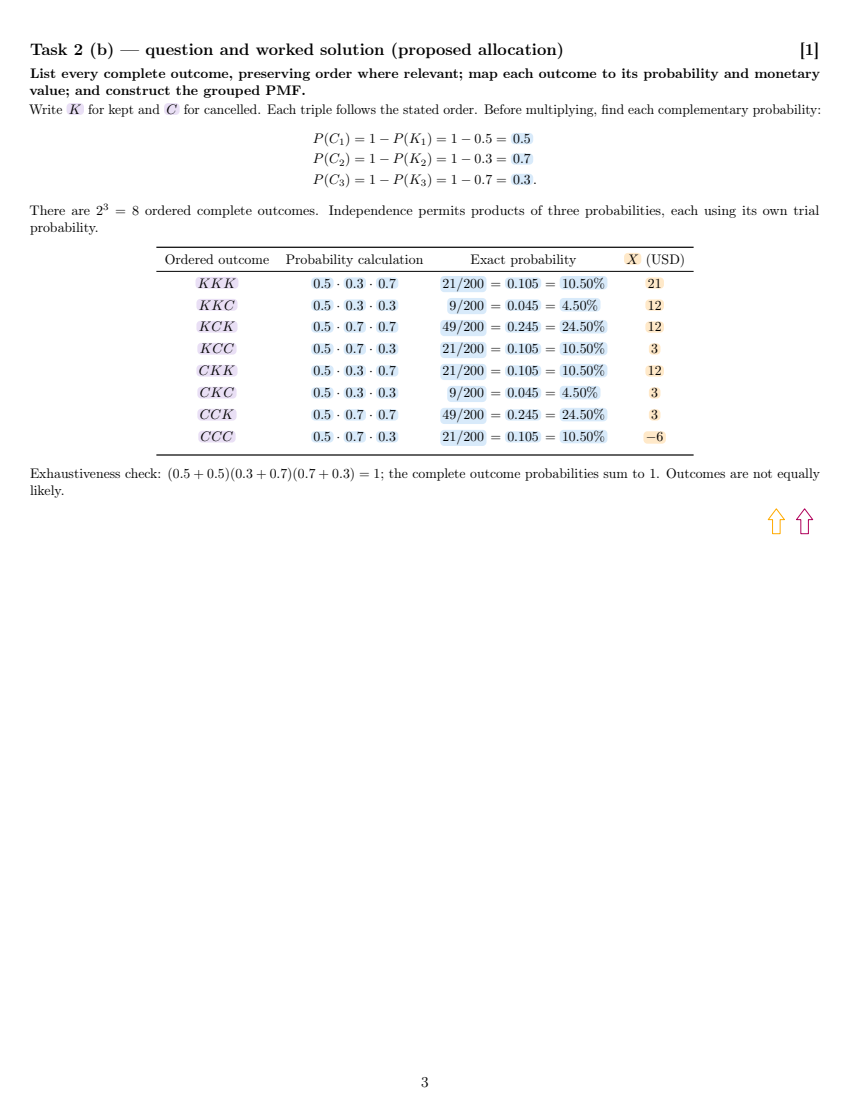 Task 2 (b) — question and worked solution (proposed allocation) [1]
List every complete outcome, preserving order where relevant; map each outcome to its probability and monetary
value; and construct the grouped PMF.
Write K for kept and C for cancelled. Each triple follows the stated order. Before multiplying, find each complementary probability:
P(C₁) = 1 − P(K₁) = 1 − 0.5 = 0.5
P(C₂) = 1 − P(K₂) = 1 − 0.3 = 0.7
P(C₃) = 1 − P(K₃) = 1 − 0.7 = 0.3.
There are 2³ = 8 ordered complete outcomes. Independence permits products of three probabilities, each using its own trial
probability.
Ordered outcome Probability calculation Exact probability X (USD)
KKK 0.5 · 0.3 · 0.7 21/200 = 0.105 = 10.50% 21
KKC 0.5 · 0.3 · 0.3 9/200 = 0.045 = 4.50% 12
KCK 0.5 · 0.7 · 0.7 49/200 = 0.245 = 24.50% 12
KCC 0.5 · 0.7 · 0.3 21/200 = 0.105 = 10.50% 3
CKK 0.5 · 0.3 · 0.7 21/200 = 0.105 = 10.50% 12
CKC 0.5 · 0.3 · 0.3 9/200 = 0.045 = 4.50% 3
CCK 0.5 · 0.7 · 0.7 49/200 = 0.245 = 24.50% 3
CCC 0.5 · 0.7 · 0.3 21/200 = 0.105 = 10.50% −6
Exhaustiveness check: (0.5 + 0.5)(0.3 + 0.7)(0.7 + 0.3) = 1; the complete outcome probabilities sum to 1. Outcomes are not equally
likely.
3